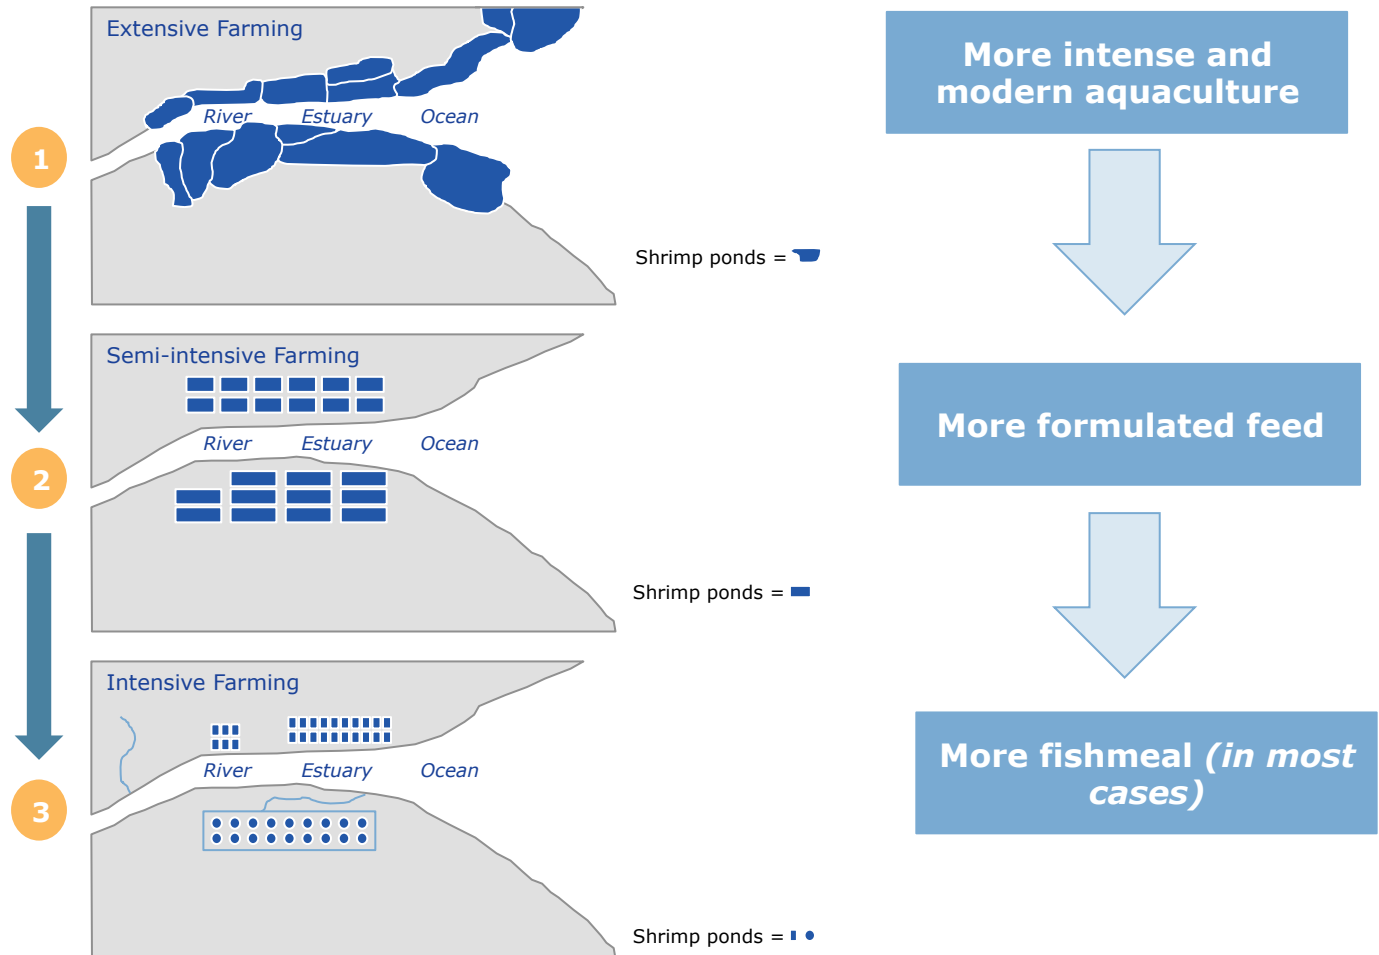 Extensive Farming
River Estuary Ocean
1
Shrimp ponds =
Semi-intensive Farming
River Estuary Ocean
2
Shrimp ponds =
Intensive Farming
River Estuary Ocean
3
Shrimp ponds =
More intense and
modern aquaculture
More formulated feed
More fishmeal (in most
cases)